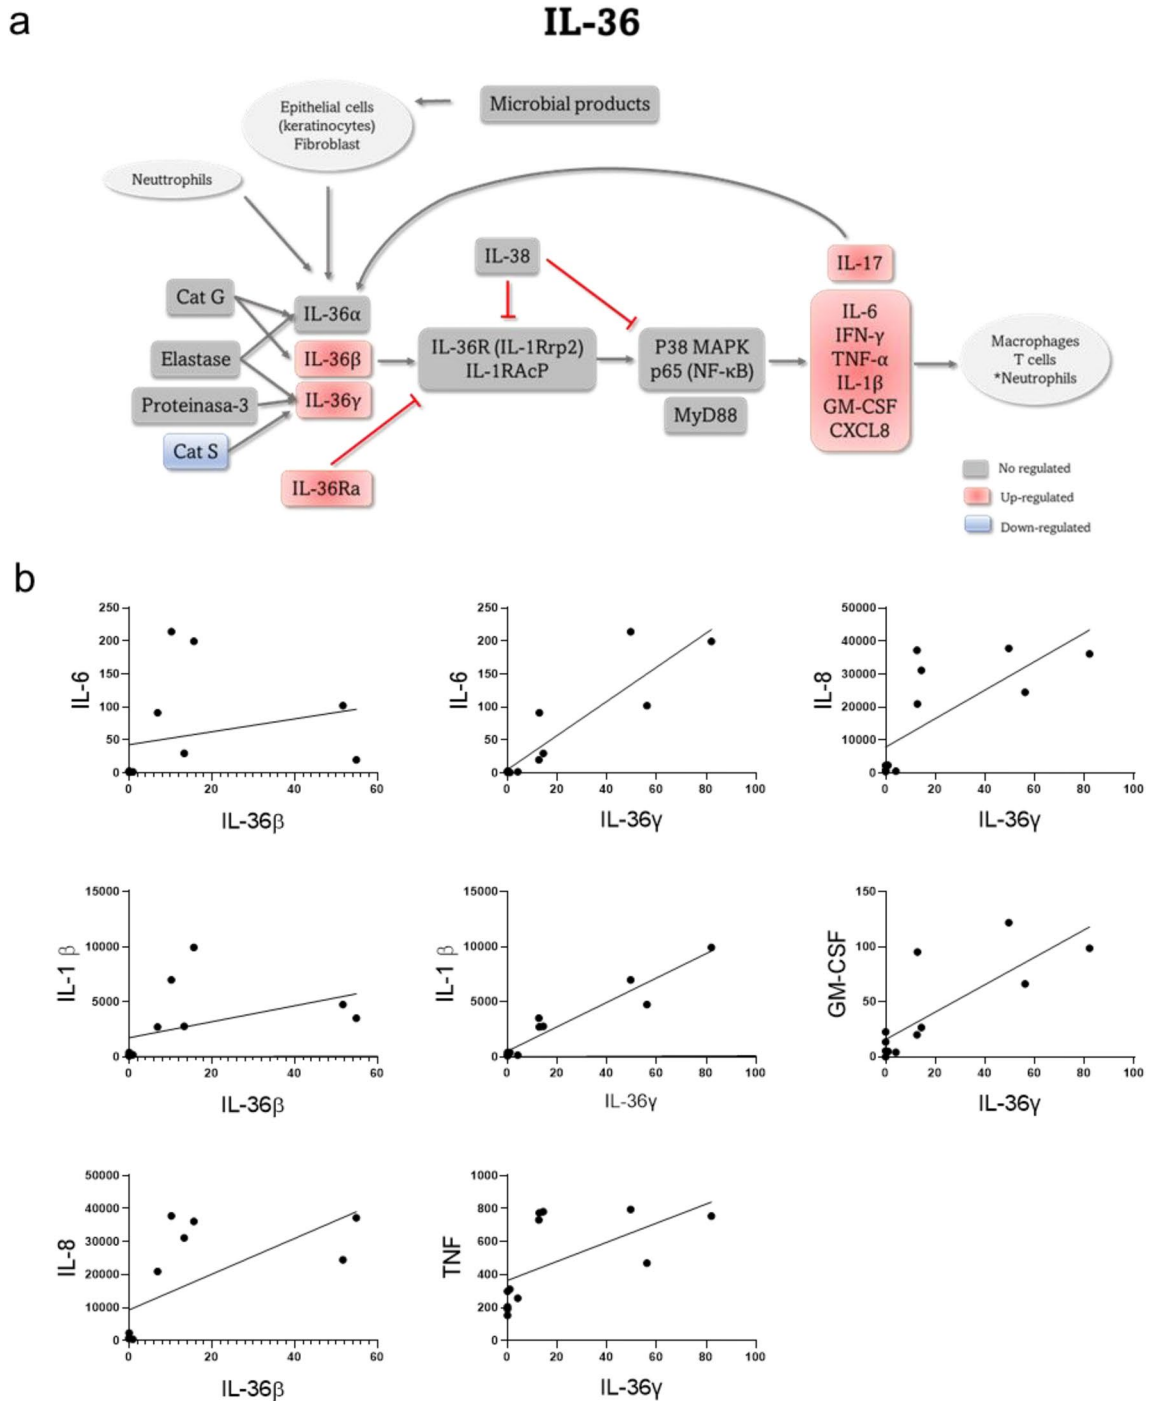 a
IL-36
Microbial products
Epithelial cells
(keratinocytes)
Fibroblast
Neuttrophils
IL-38
IL-17
Cat G
IL-36α
Elastase
IL-36β
Proteinasa-3
IL-36γ
Cat S
IL-36Ra
IL-36R (IL-1Rrp2)
IL-1RAcP
P38 MAPK
p65 (NF-κB)
MyD88
IL-6
IFN-γ
TNF-α
IL-1β
GM-CSF
CXCL8
Macrophages
T cells
*Neutrophils
No regulated
Up-regulated
Down-regulated
b
250
200
150
100
50
0
IL-6
0 20 40 60
IL-36β
250
200
150
100
50
0
IL-6
0 20 40 60 80 100
IL-36γ
50000
40000
30000
20000
10000
0
IL-8
0 20 40 60 80 100
IL-36γ
15000
10000
5000
0
IL-1 β
0 20 40 60
IL-36β
15000
10000
5000
0
IL-1 β
0 20 40 60 80 100
IL-36γ
150
100
50
0
GM-CSF
0 20 40 60 80 100
IL-36γ
50000
40000
30000
20000
10000
0
IL-8
0 20 40 60
IL-36β
1000
800
600
400
200
0
TNF
0 20 40 60 80 100
IL-36γ